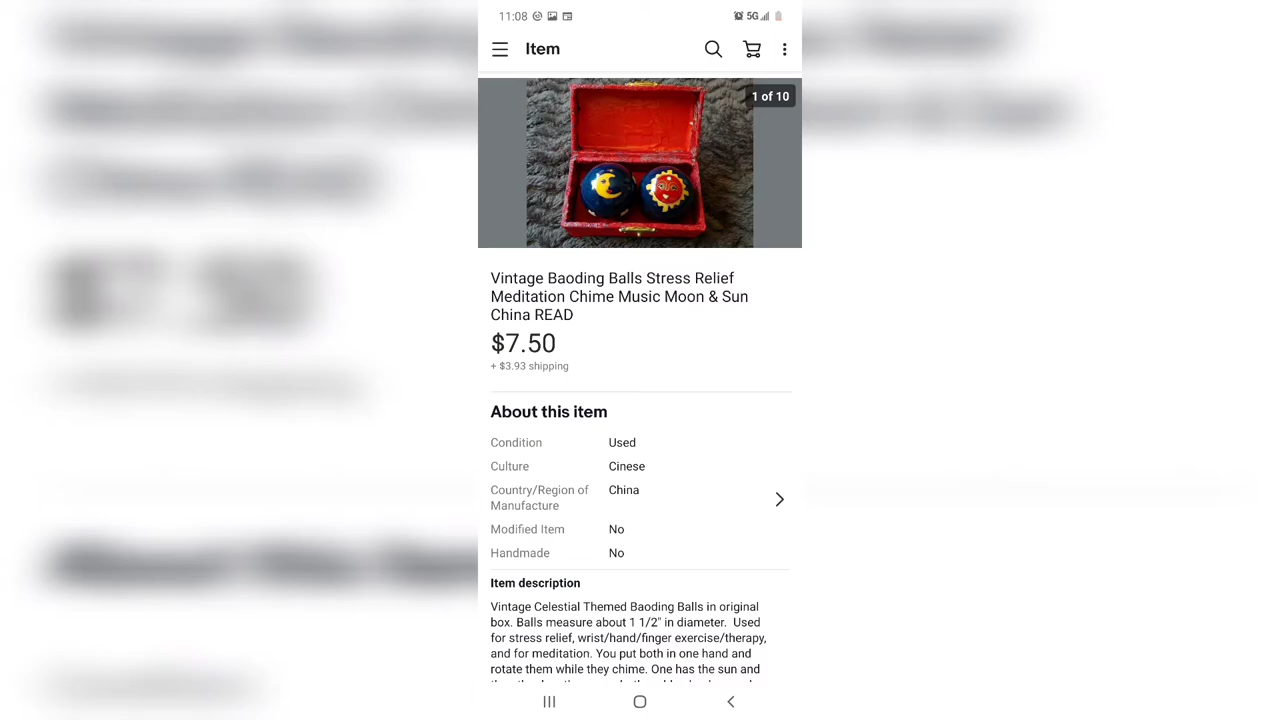 11:08
5G
Item
1 of 10
Vintage Baoding Balls Stress Relief
Meditation Chime Music Moon & Sun
China READ
$7.50
+ $3.93 shipping
About this item
Condition Used
Culture Cinese
Country/Region of China
Manufacture
Modified Item No
Handmade No
Item description
Vintage Celestial Themed Baoding Balls in original
box. Balls measure about 1 1/2" in diameter. Used
for stress relief, wrist/hand/finger exercise/therapy,
and for meditation. You put both in one hand and
rotate them while they chime. One has the sun and